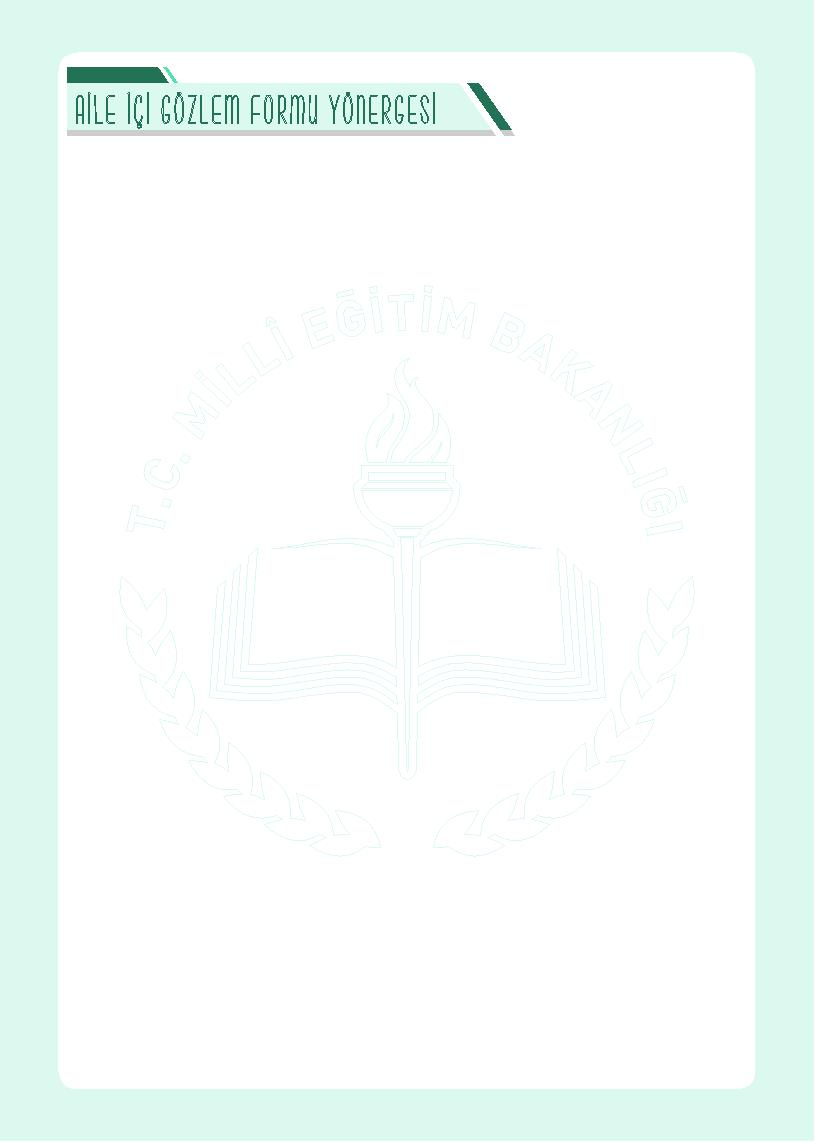 AİLE İÇİ GÖZLEM FORMU YÖNERGESİ
T.C. MİLLÎ EĞİTİM BAKANLIĞI